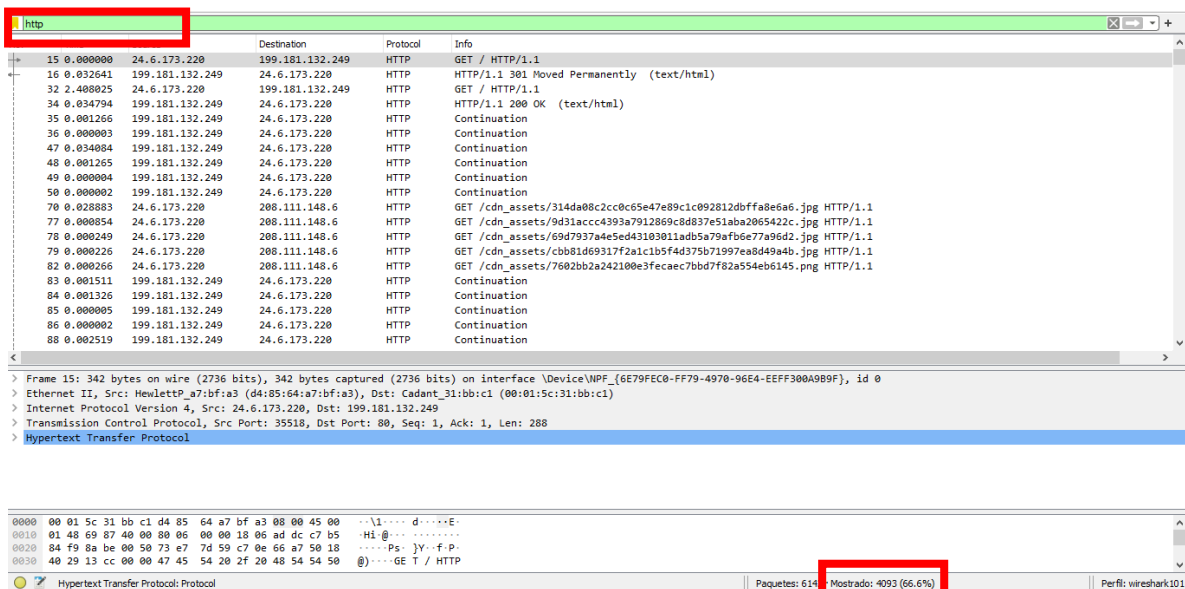 http
Destination Protocol Info
15 0.000000 24.6.173.220 199.181.132.249 HTTP GET / HTTP/1.1
16 0.032641 199.181.132.249 24.6.173.220 HTTP HTTP/1.1 301 Moved Permanently (text/html)
32 2.408025 24.6.173.220 199.181.132.249 HTTP GET / HTTP/1.1
34 0.034794 199.181.132.249 24.6.173.220 HTTP HTTP/1.1 200 OK (text/html)
35 0.001266 199.181.132.249 24.6.173.220 HTTP Continuation
36 0.000003 199.181.132.249 24.6.173.220 HTTP Continuation
47 0.034084 199.181.132.249 24.6.173.220 HTTP Continuation
48 0.001265 199.181.132.249 24.6.173.220 HTTP Continuation
49 0.000004 199.181.132.249 24.6.173.220 HTTP Continuation
50 0.000002 199.181.132.249 24.6.173.220 HTTP Continuation
70 0.028883 24.6.173.220 208.111.148.6 HTTP GET /cdn_assets/314da08c2cc0c65e47e89c1c092812dbffa8e6a6.jpg HTTP/1.1
77 0.000854 24.6.173.220 208.111.148.6 HTTP GET /cdn_assets/9d31accc4393a7912869c8d837e51aba2065422c.jpg HTTP/1.1
78 0.000249 24.6.173.220 208.111.148.6 HTTP GET /cdn_assets/69d7937a4e5ed43103011adb5a79afb6e77a96d2.jpg HTTP/1.1
79 0.000226 24.6.173.220 208.111.148.6 HTTP GET /cdn_assets/cbb81d69317f2a1c1b5f4d375b71997ea8d49a4b.jpg HTTP/1.1
82 0.000266 24.6.173.220 208.111.148.6 HTTP GET /cdn_assets/7602bb2a242100e3fecaec7bbd7f82a554eb6145.png HTTP/1.1
83 0.001511 199.181.132.249 24.6.173.220 HTTP Continuation
84 0.001326 199.181.132.249 24.6.173.220 HTTP Continuation
85 0.000005 199.181.132.249 24.6.173.220 HTTP Continuation
86 0.000002 199.181.132.249 24.6.173.220 HTTP Continuation
88 0.002519 199.181.132.249 24.6.173.220 HTTP Continuation
> Frame 15: 342 bytes on wire (2736 bits), 342 bytes captured (2736 bits) on interface \Device\NPF_{6E79FEC0-FF79-4970-96E4-EEFF300A9B9F}, id 0
> Ethernet II, Src: HewlettP_a7:bf:a3 (d4:85:64:a7:bf:a3), Dst: Cadant_31:bb:c1 (00:01:5c:31:bb:c1)
> Internet Protocol Version 4, Src: 24.6.173.220, Dst: 199.181.132.249
> Transmission Control Protocol, Src Port: 35518, Dst Port: 80, Seq: 1, Ack: 1, Len: 288
> Hypertext Transfer Protocol
0000 00 01 5c 31 bb c1 d4 85 64 a7 bf a3 08 00 45 00 ··\1···· d·····E·
0010 01 48 69 87 40 00 80 06 00 00 18 06 ad dc c7 b5 ·Hi·@··· ········
0020 84 f9 8a be 00 50 73 e7 7d 59 c7 0e 66 a7 50 18 ·····Ps· }Y··f·P·
0030 40 29 13 cc 00 00 47 45 54 20 2f 20 48 54 54 50 @)····GE T / HTTP
Hypertext Transfer Protocol: Protocol Paquetes: 614 Mostrado: 4093 (66.6%) Perfil: wireshark101